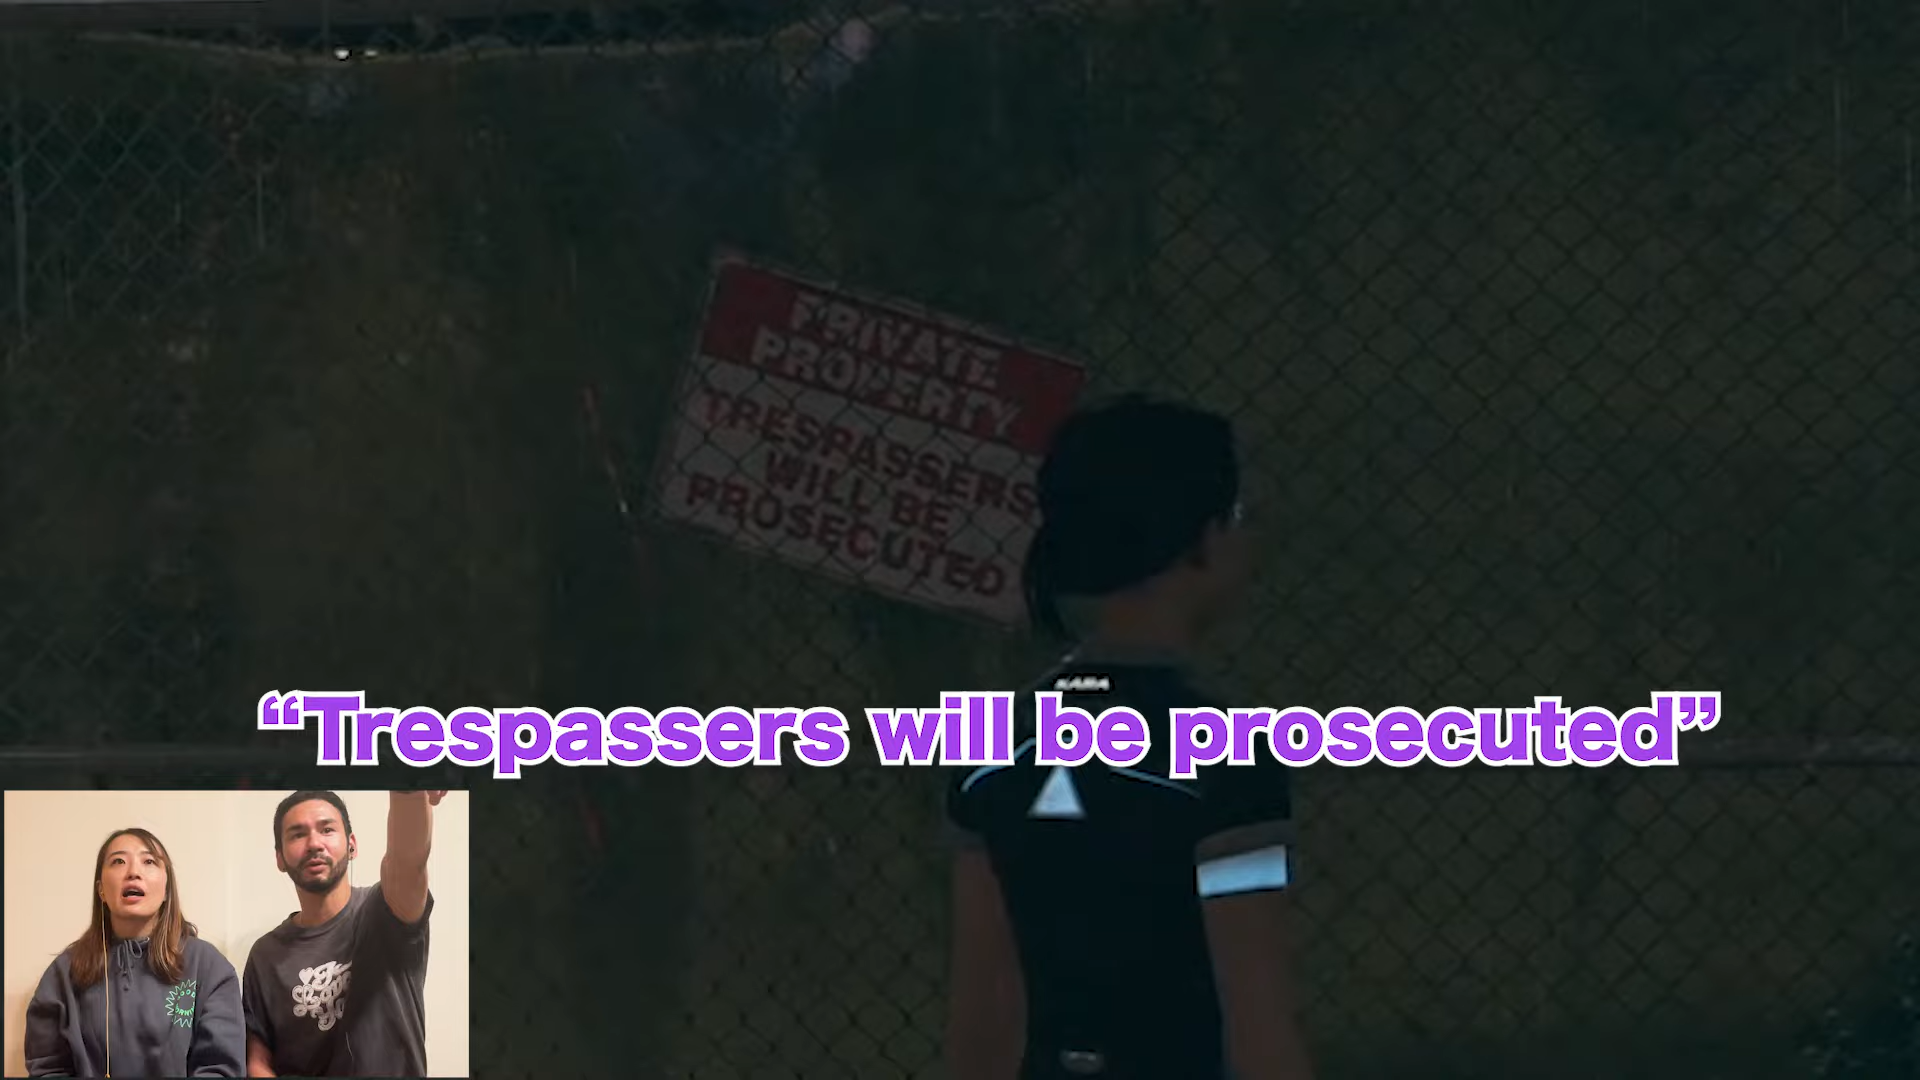 PRIVATE
PROPERTY
TRESPASSERS
WILL BE
PROSECUTED
KARA
“Trespassers will be prosecuted”